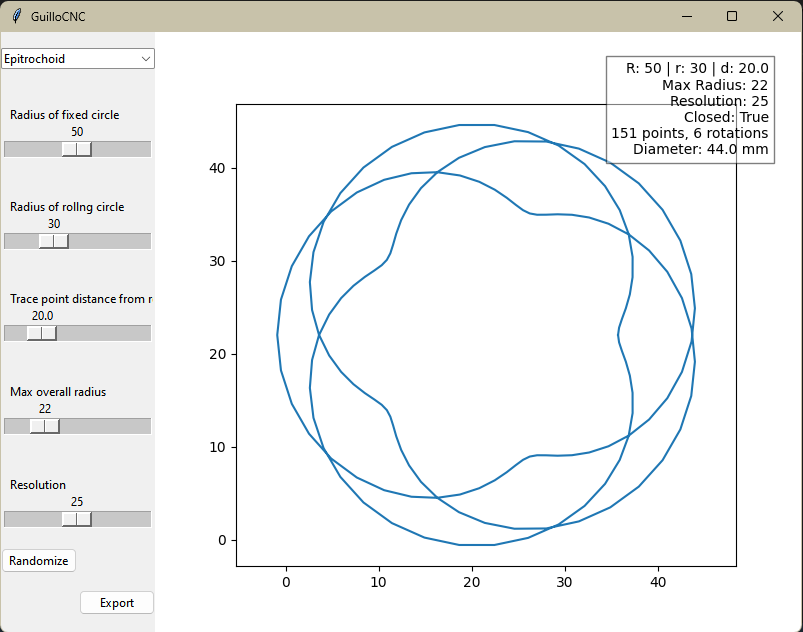 GuilloCNC
Epitrochoid
Radius of fixed circle
50
Radius of rollng circle
30
Trace point distance from r
20.0
Max overall radius
22
Resolution
25
Randomize
Export
R: 50 | r: 30 | d: 20.0
Max Radius: 22
Resolution: 25
Closed: True
151 points, 6 rotations
Diameter: 44.0 mm
40
30
20
10
0
0 10 20 30 40